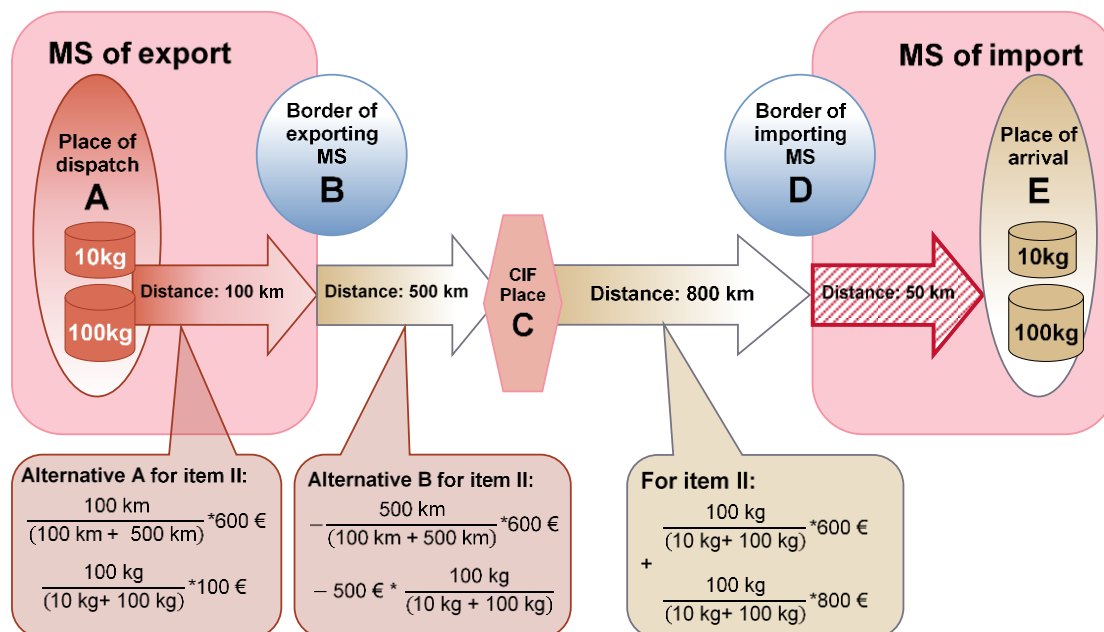 MS of export
MS of import
Place of
dispatch
A
10kg
100kg
Border of
exporting
MS
B
Border of
importing
MS
D
Place of
arrival
E
10kg
100kg
Distance: 100 km
Distance: 500 km
CIF
Place
C
Distance: 800 km
Distance: 50 km
Alternative A for item II:
100 km
(100 km + 500 km)
*600 €
100 kg
(10 kg+ 100 kg)
*100 €
Alternative B for item II:
−
500 km
(100 km + 500 km)
*600 €
− 500 € *
100 kg
(10 kg + 100 kg)
For item II:
100 kg
(10 kg+ 100 kg)
*600 €
+
100 kg
(10 kg+ 100 kg)
*800 €